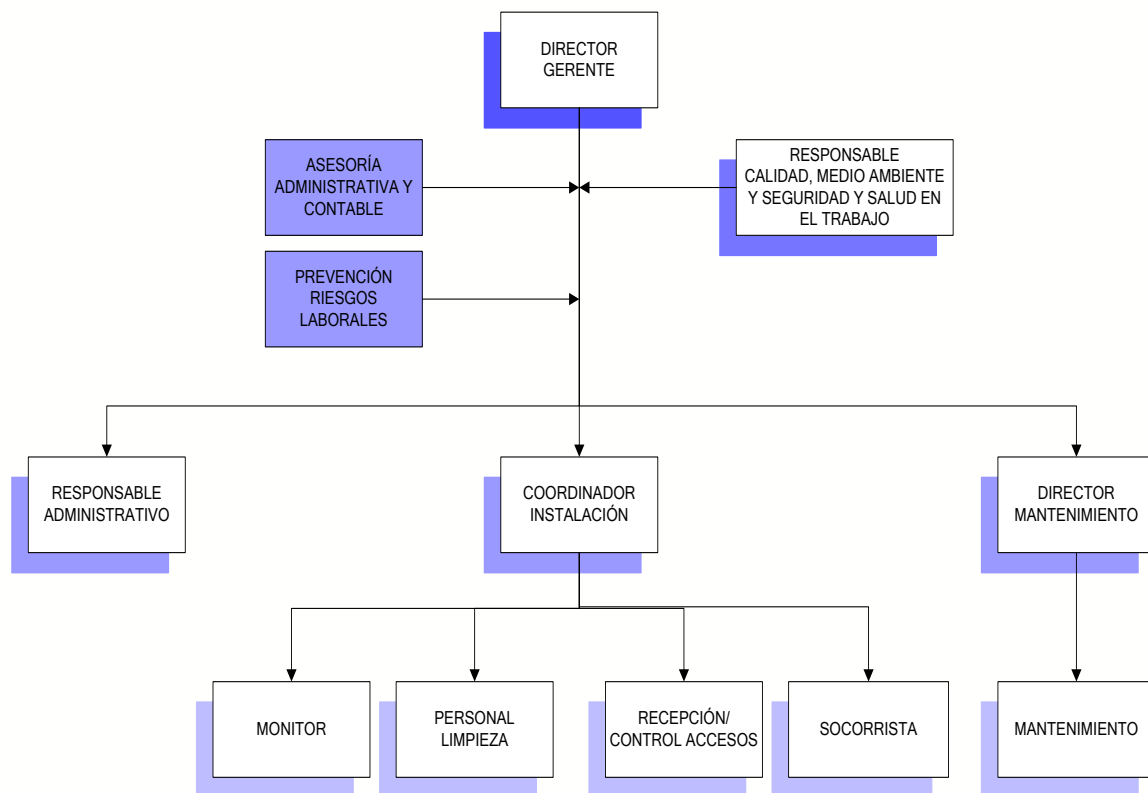 DIRECTOR
GERENTE
ASESORÍA
ADMINISTRATIVA Y
CONTABLE
RESPONSABLE
CALIDAD, MEDIO AMBIENTE
Y SEGURIDAD Y SALUD EN
EL TRABAJO
PREVENCIÓN
RIESGOS
LABORALES
RESPONSABLE
ADMINISTRATIVO
COORDINADOR
INSTALACIÓN
DIRECTOR
MANTENIMIENTO
MONITOR
PERSONAL
LIMPIEZA
RECEPCIÓN/
CONTROL ACCESOS
SOCORRISTA
MANTENIMIENTO